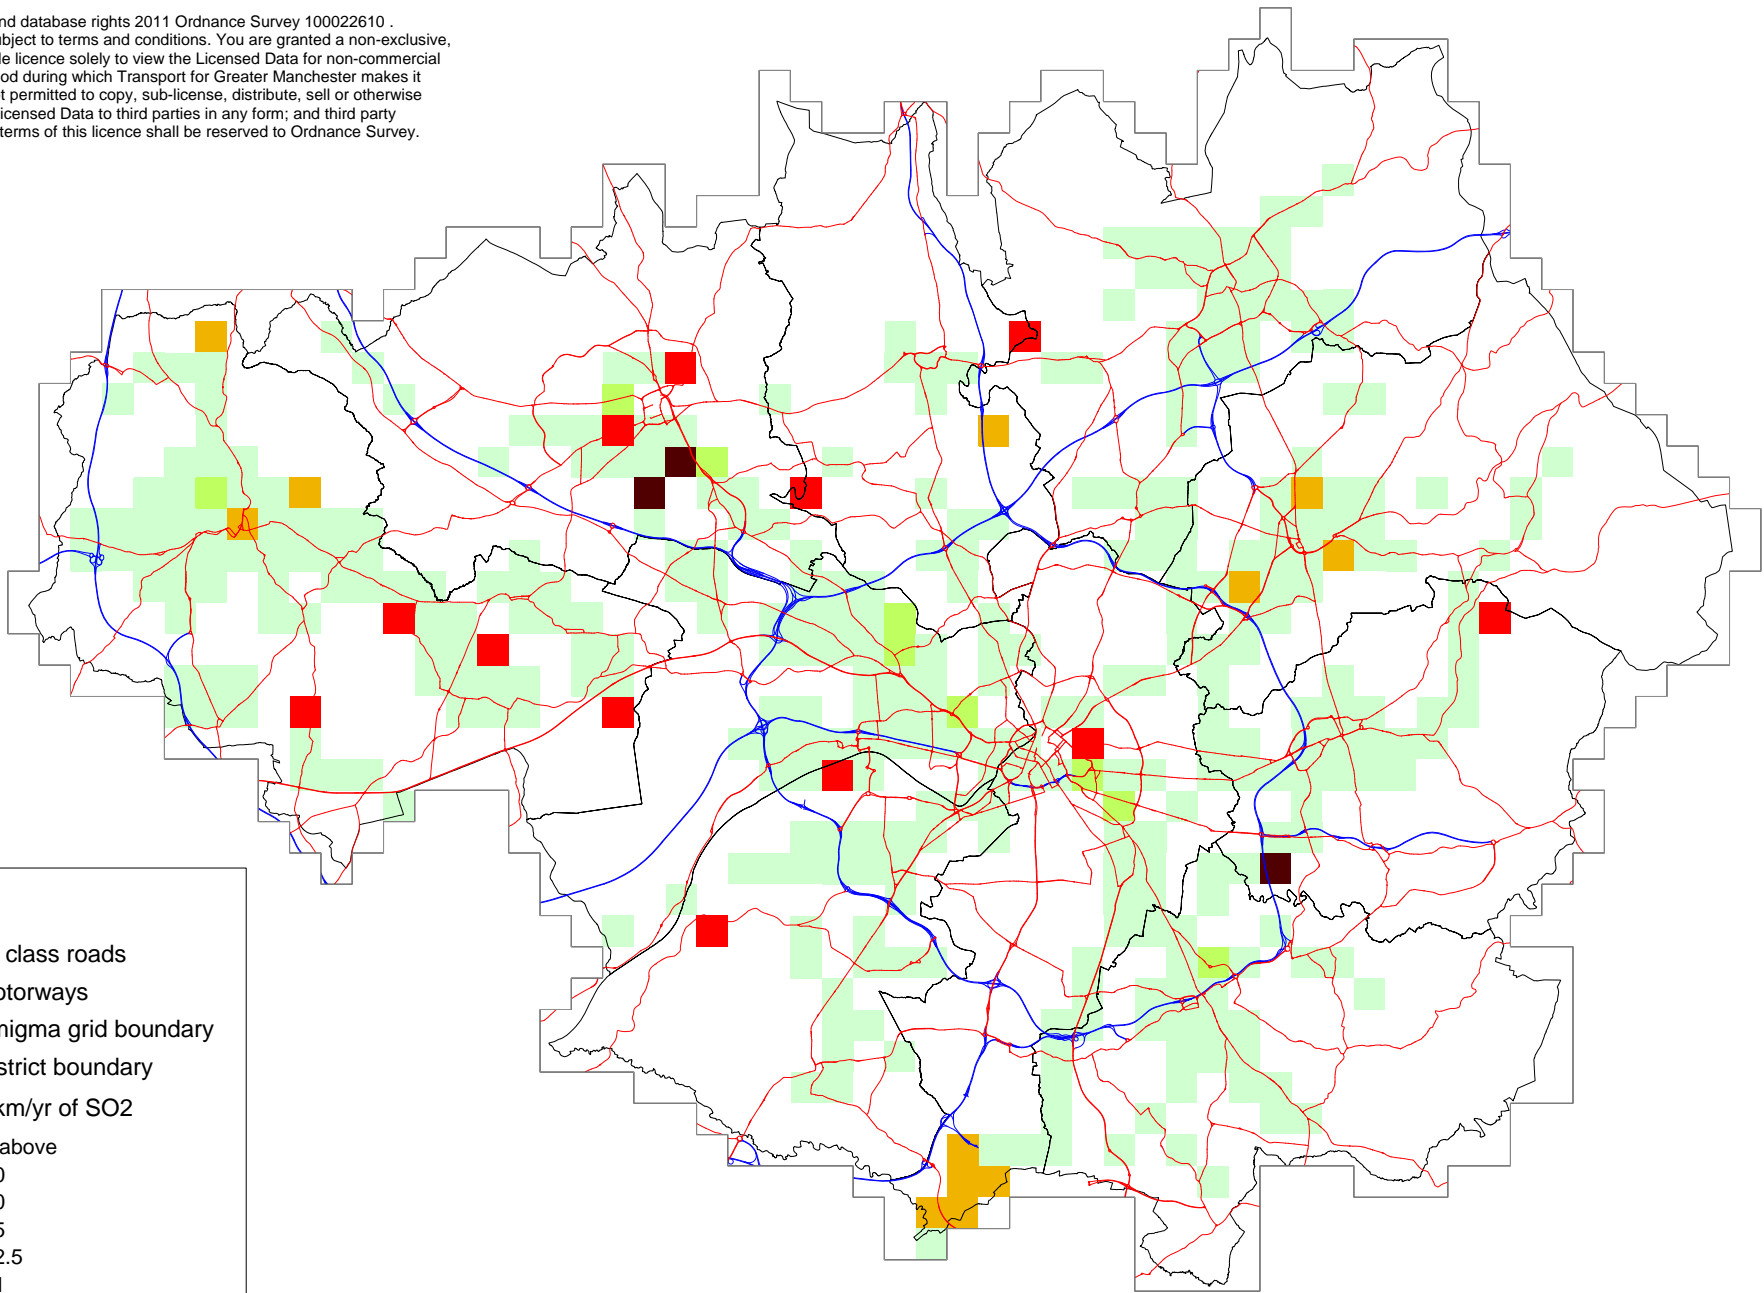 nd database rights 2011 Ordnance Survey 100022610 .
ubject to terms and conditions. You are granted a non-exclusive,
le licence solely to view the Licensed Data for non-commercial
od during which Transport for Greater Manchester makes it
t permitted to copy, sub-license, distribute, sell or otherwise
icensed Data to third parties in any form; and third party
terms of this licence shall be reserved to Ordnance Survey.
class roads
otorways
migma grid boundary
strict boundary
km/yr of SO2
above
0
0
5
2.5